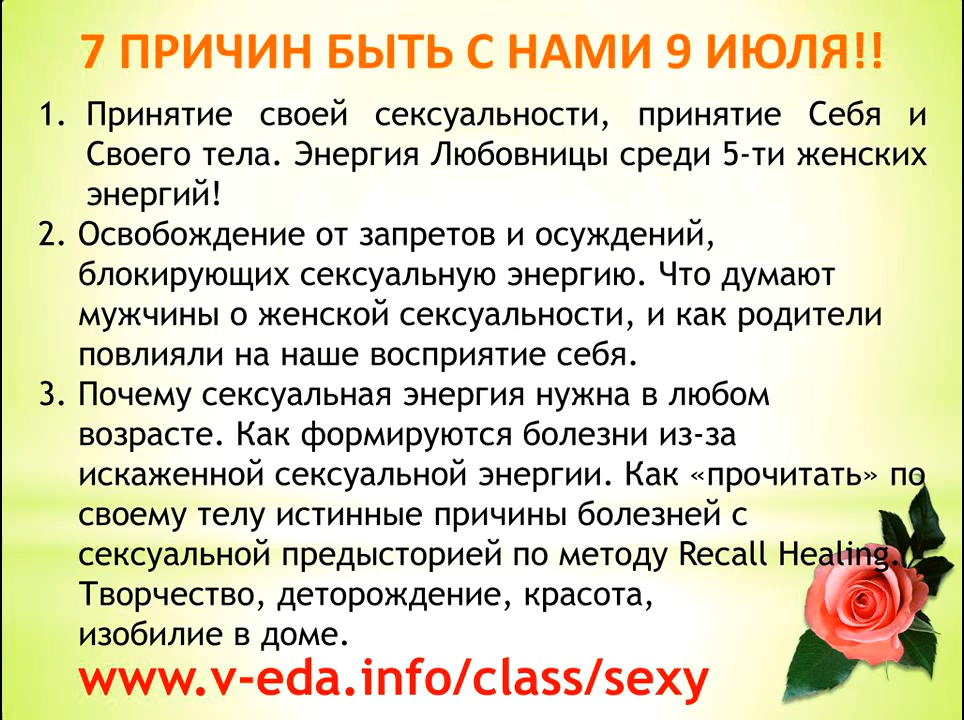 7 ПРИЧИН БЫТЬ С НАМИ 9 ИЮЛЯ!!
1. Принятие своей сексуальности, принятие Себя и
Своего тела. Энергия Любовницы среди 5-ти женских
энергий!
2. Освобождение от запретов и осуждений,
блокирующих сексуальную энергию. Что думают
мужчины о женской сексуальности, и как родители
повлияли на наше восприятие себя.
3. Почему сексуальная энергия нужна в любом
возрасте. Как формируются болезни из-за
искаженной сексуальной энергии. Как «прочитать» по
своему телу истинные причины болезней с
сексуальной предысторией по методу Recall Healing.
Творчество, деторождение, красота,
изобилие в доме.
www.v-eda.info/class/sexy